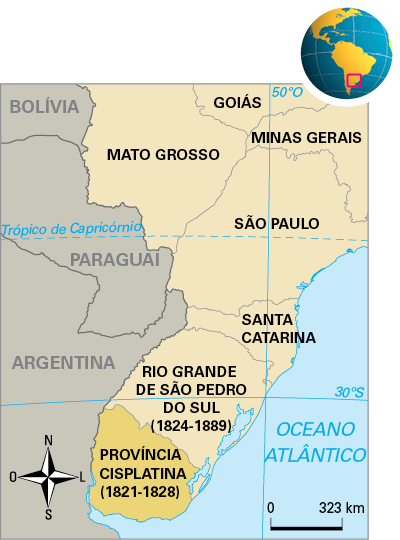 50°O
BOLÍVIA
GOIÁS
MINAS GERAIS
MATO GROSSO
SÃO PAULO
Trópico de Capricórnio
PARAGUAI
SANTA
CATARINA
ARGENTINA
RIO GRANDE
DE SÃO PEDRO
DO SUL
(1824-1889)
30°S
OCEANO
ATLÂNTICO
PROVÍNCIA
CISPLATINA
(1821-1828)
N
O
L
S
0 323 km